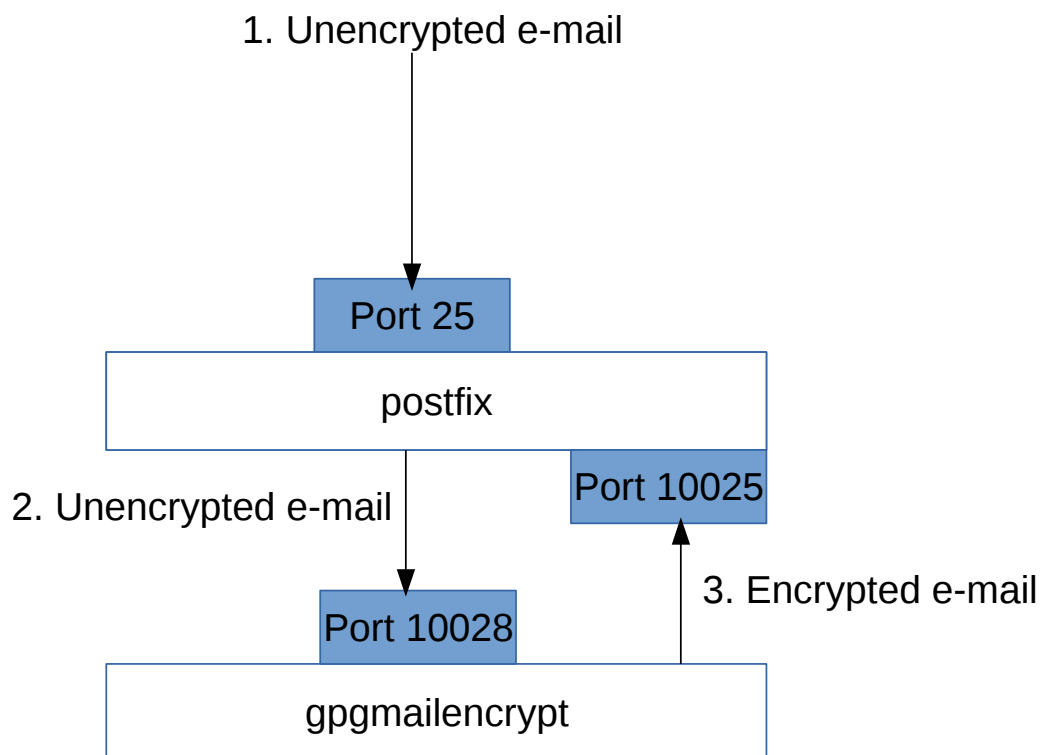 1. Unencrypted e-mail
Port 25
postfix
Port 10025
2. Unencrypted e-mail
3. Encrypted e-mail
Port 10028
gpgmailencrypt